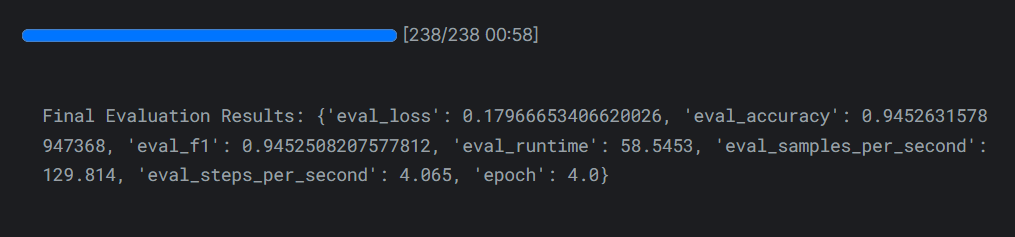 [238/238 00:58]
Final Evaluation Results: {'eval_loss': 0.17966653406620026, 'eval_accuracy': 0.9452631578
947368, 'eval_f1': 0.9452508207577812, 'eval_runtime': 58.5453, 'eval_samples_per_second':
129.814, 'eval_steps_per_second': 4.065, 'epoch': 4.0}